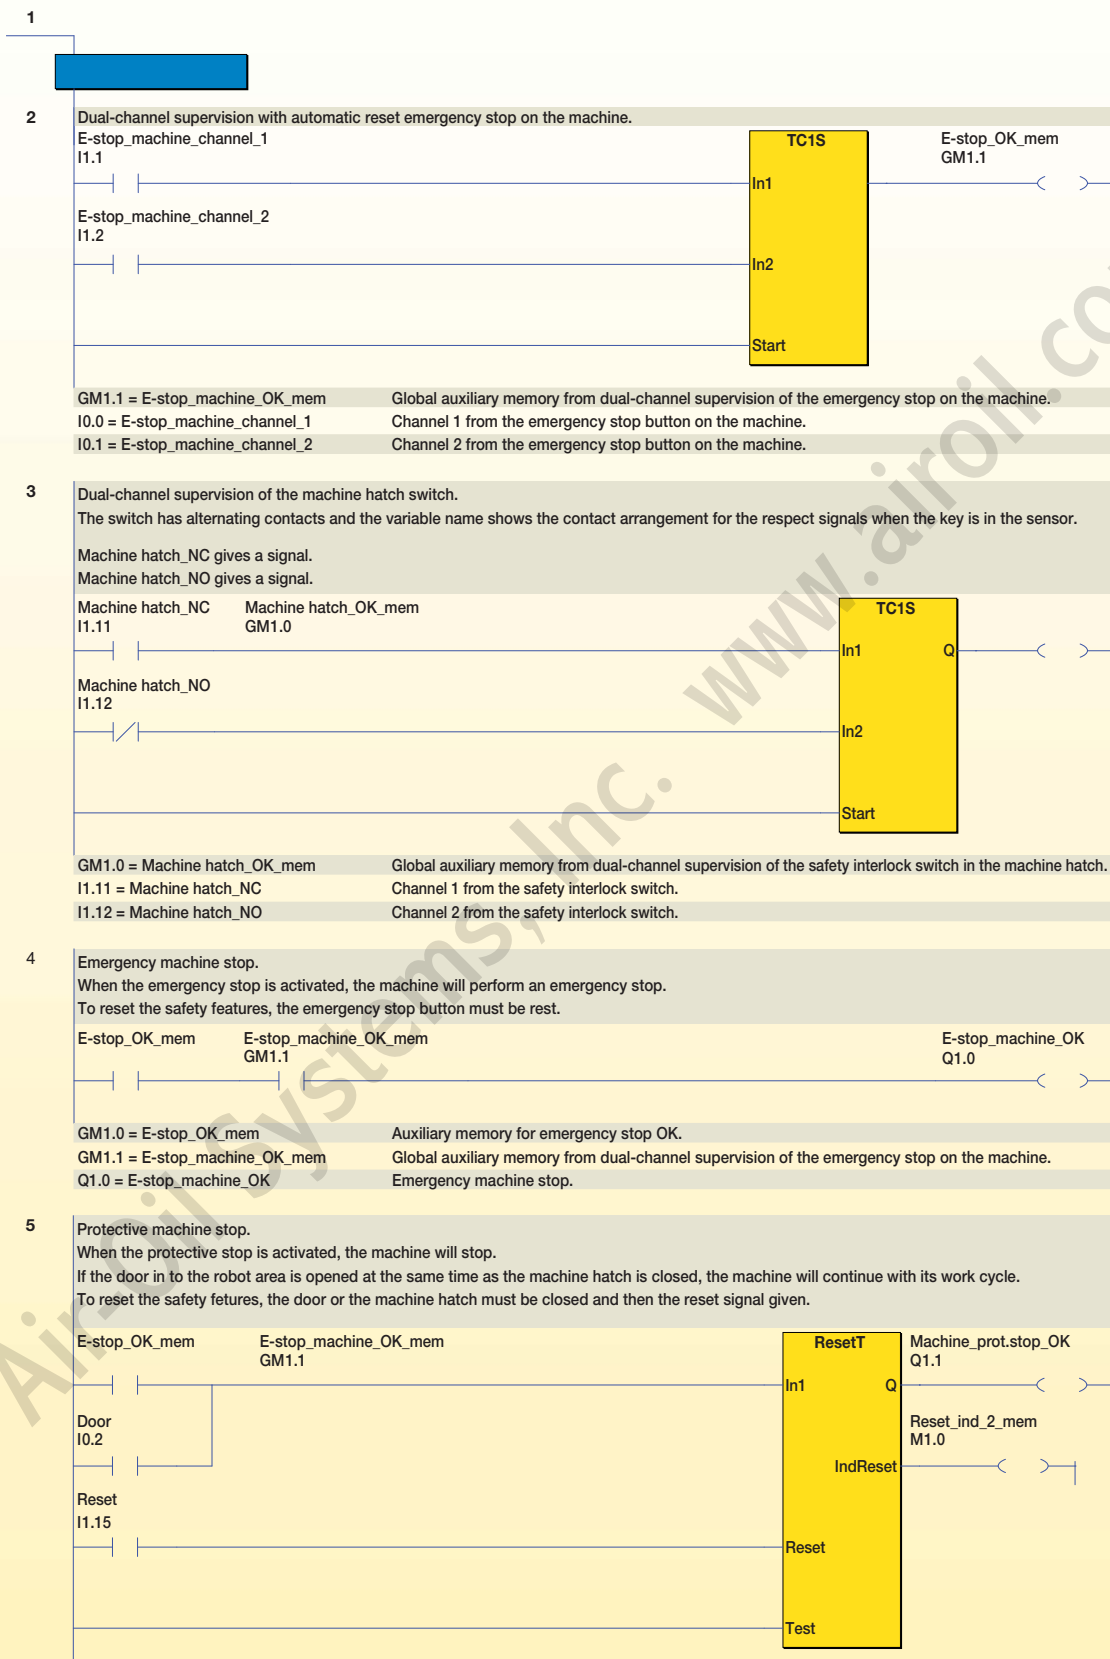 1
2
Dual-channel supervision with automatic reset emergency stop on the machine.
E-stop_machine_channel_1
I1.1
TC1S
E-stop_OK_mem
GM1.1
In1
E-stop_machine_channel_2
I1.2
In2
Start
GM1.1 = E-stop_machine_OK_mem Global auxiliary memory from dual-channel supervision of the emergency stop on the machine.
I0.0 = E-stop_machine_channel_1 Channel 1 from the emergency stop button on the machine.
I0.1 = E-stop_machine_channel_2 Channel 2 from the emergency stop button on the machine.
3
Dual-channel supervision of the machine hatch switch.
The switch has alternating contacts and the variable name shows the contact arrangement for the respect signals when the key is in the sensor.
Machine hatch_NC gives a signal.
Machine hatch_NO gives a signal.
Machine hatch_NC Machine hatch_OK_mem
I1.11 GM1.0
TC1S
In1 Q
Machine hatch_NO
I1.12
In2
Start
GM1.0 = Machine hatch_OK_mem Global auxiliary memory from dual-channel supervision of the safety interlock switch in the machine hatch.
I1.11 = Machine hatch_NC Channel 1 from the safety interlock switch.
I1.12 = Machine hatch_NO Channel 2 from the safety interlock switch.
4
Emergency machine stop.
When the emergency stop is activated, the machine will perform an emergency stop.
To reset the safety features, the emergency stop button must be rest.
E-stop_OK_mem E-stop_machine_OK_mem E-stop_machine_OK
GM1.1 Q1.0
GM1.0 = E-stop_OK_mem Auxiliary memory for emergency stop OK.
GM1.1 = E-stop_machine_OK_mem Global auxiliary memory from dual-channel supervision of the emergency stop on the machine.
Q1.0 = E-stop_machine_OK Emergency machine stop.
5
Protective machine stop.
When the protective stop is activated, the machine will stop.
If the door in to the robot area is opened at the same time as the machine hatch is closed, the machine will continue with its work cycle.
To reset the safety fetures, the door or the machine hatch must be closed and then the reset signal given.
E-stop_OK_mem E-stop_machine_OK_mem ResetT Machine_prot.stop_OK
GM1.1 Q1.1
In1 Q
Door Reset_ind_2_mem
I0.2 M1.0
IndReset
Reset
I1.15
Reset
Test
Air-Oil Systems, Inc. www.airoil.co